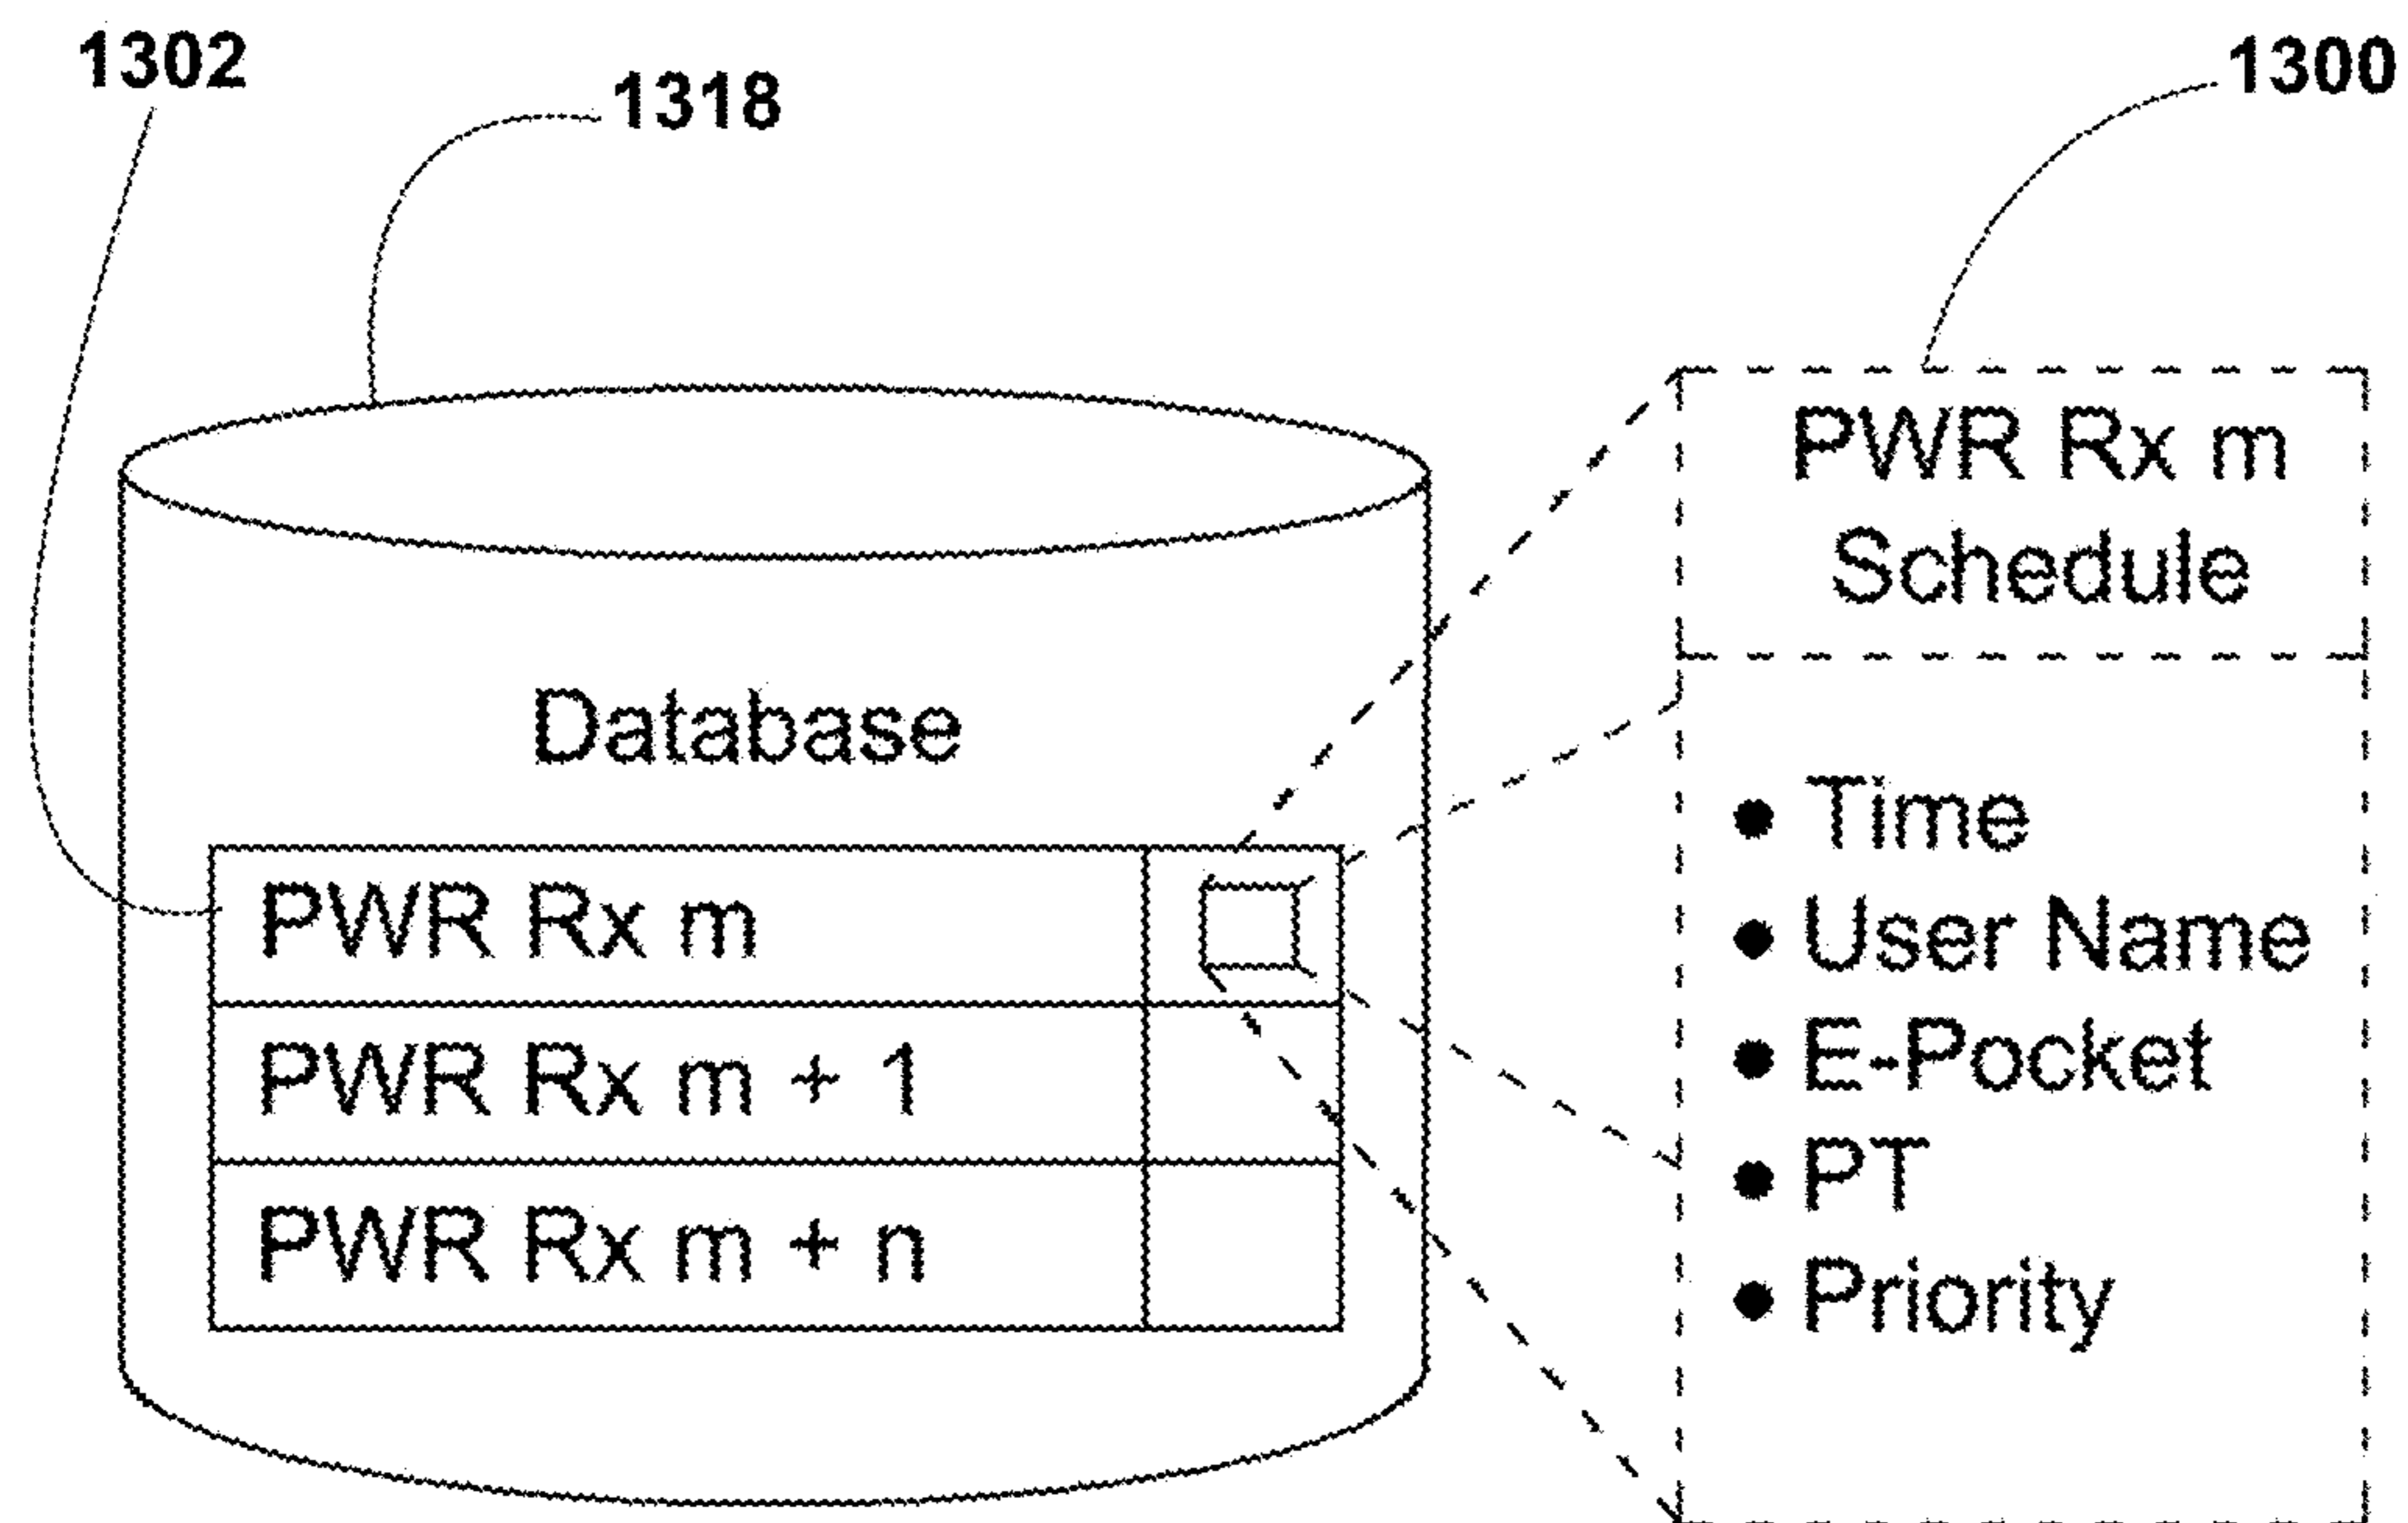 1302
1318
1300
Database
PWR Rx m
PWR Rx m + 1
PWR Rx m + n
PWR Rx m
Schedule
• Time
• User Name
• E-Pocket
• PT
• Priority